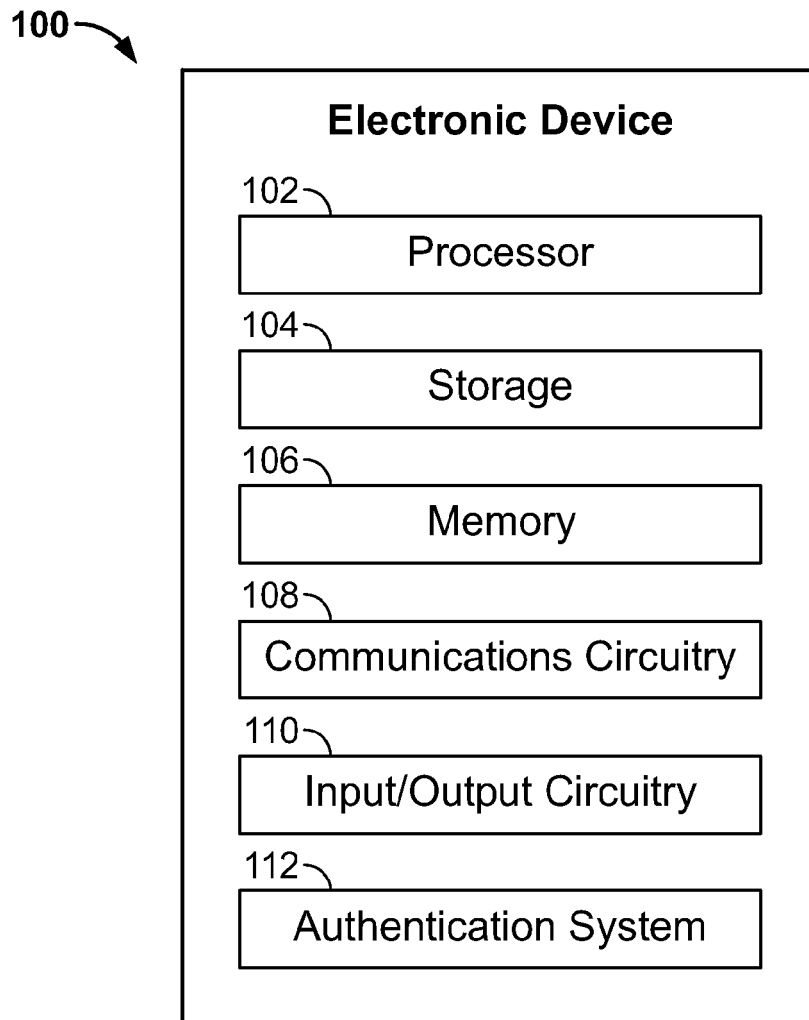 100
Electronic Device
102
Processor
104
Storage
106
Memory
108
Communications Circuitry
110
Input/Output Circuitry
112
Authentication System